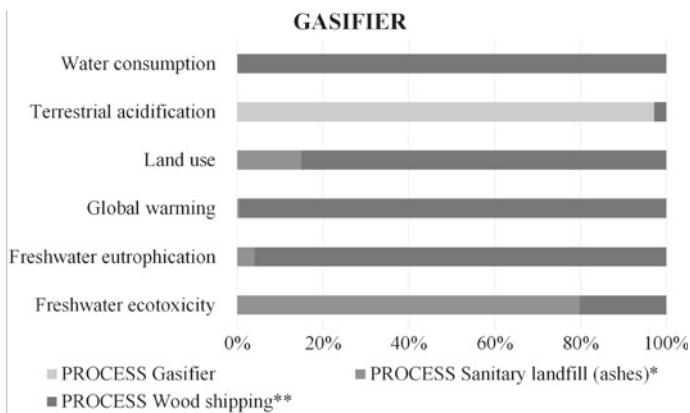 GASIFIER
Water consumption
Terrestrial acidification
Land use
Global warming
Freshwater eutrophication
Freshwater ecotoxicity
0% 20% 40% 60% 80% 100%
PROCESS Gasifier PROCESS Sanitary landfill (ashes)*
PROCESS Wood shipping**